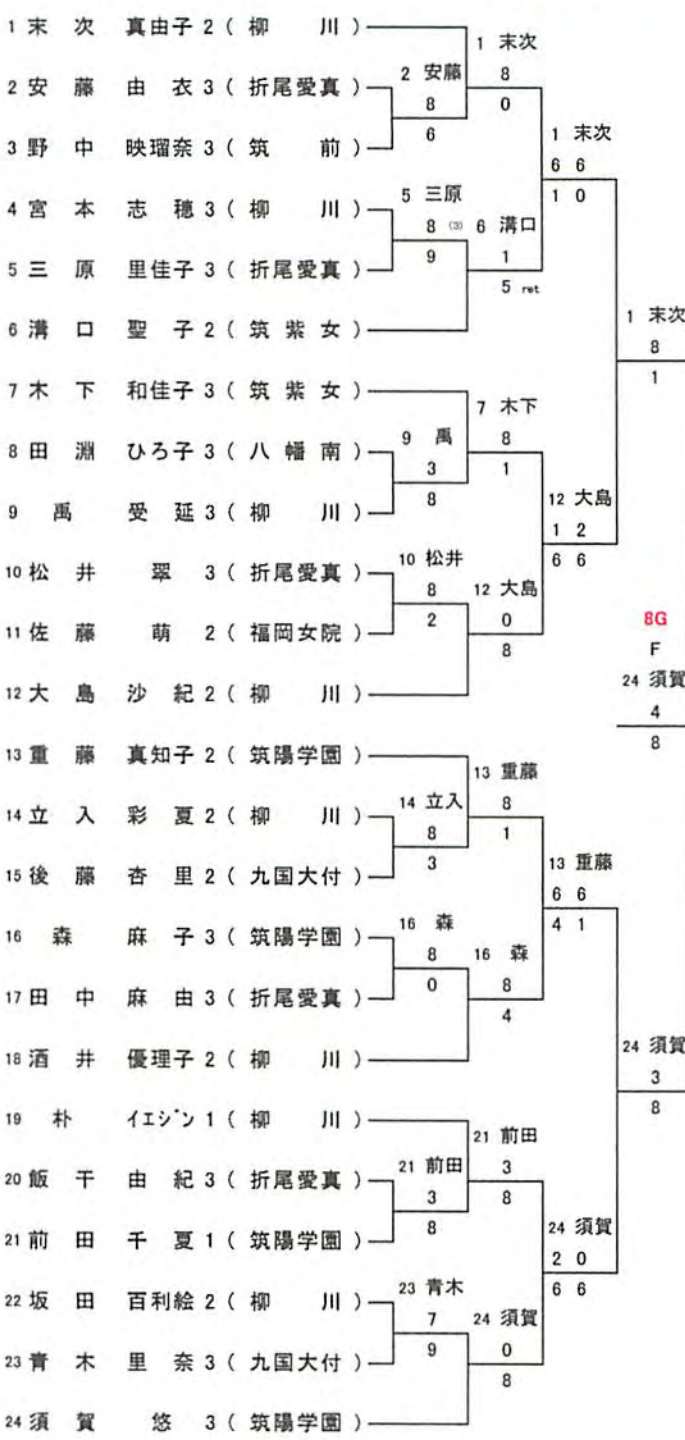 1 末次 真由子 2 ( 柳川 )
1 末次
2 安藤
8
2 安藤 由衣 3 ( 折尾愛真 )
8
0
6
1 末次
3 野中 映瑠奈 3 ( 筑前 )
6 6
1 0
4 宮本 志穂 3 ( 柳川 )
5 三原
8 (3)
6 溝口
9
1
5 三原 里佳子 3 ( 折尾愛真 )
5 ret
1 末次
6 溝口 聖子 2 ( 筑紫女 )
8
1
7 木下 和佳子 3 ( 筑紫女 )
7 木下
9 禹
8
8 田淵 ひろ子 3 ( 八幡南 )
3
1
8
12 大島
9 禹 受延 3 ( 柳川 )
1 2
6 6
10 松井 翠 3 ( 折尾愛真 )
10 松井
8
12 大島
2
0
8G
11 佐藤 萌 2 ( 福岡女院 )
8
F
24 須賀
12 大島 沙紀 2 ( 柳川 )
4
8
13 重藤 真知子 2 ( 筑陽学園 )
13 重藤
14 立入
8
14 立入 彩夏 2 ( 柳川 )
8
1
3
13 重藤
15 後藤 杏里 2 ( 九国大付 )
6 6
4 1
16 森 麻子 3 ( 筑陽学園 )
16 森
8
16 森
0
8
17 田中 麻由 3 ( 折尾愛真 )
4
24 須賀
18 酒井 優理子 2 ( 柳川 )
3
8
19 朴 イエジン 1 ( 柳川 )
21 前田
21 前田
3
20 飯干 由紀 3 ( 折尾愛真 )
3
8
8
24 須賀
21 前田 千夏 1 ( 筑陽学園 )
2 0
6 6
22 坂田 百利絵 2 ( 柳川 )
23 青木
7
24 須賀
9
0
23 青木 里奈 3 ( 九国大付 )
8
24 須賀 悠 3 ( 筑陽学園 )